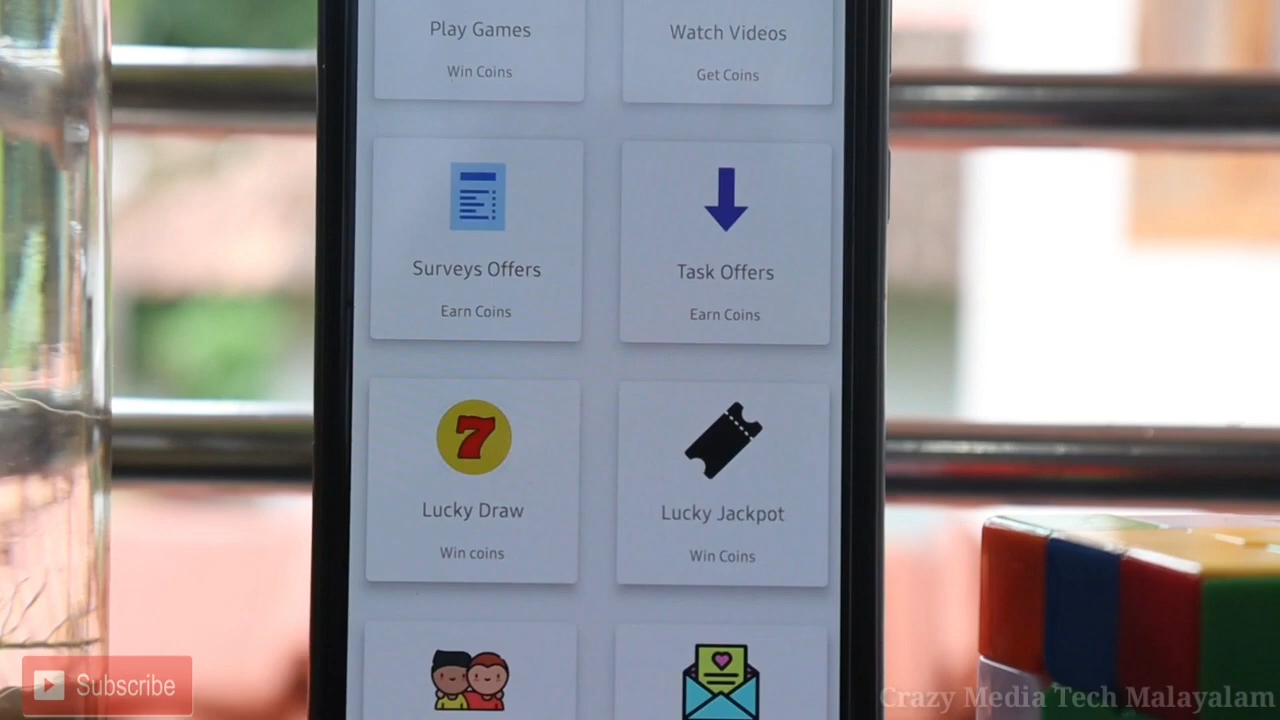 Play Games
Win Coins
Watch Videos
Get Coins
Surveys Offers
Earn Coins
Task Offers
Earn Coins
7
Lucky Draw
Win coins
Lucky Jackpot
Win Coins
Subscribe
Crazy Media Tech Malayalam